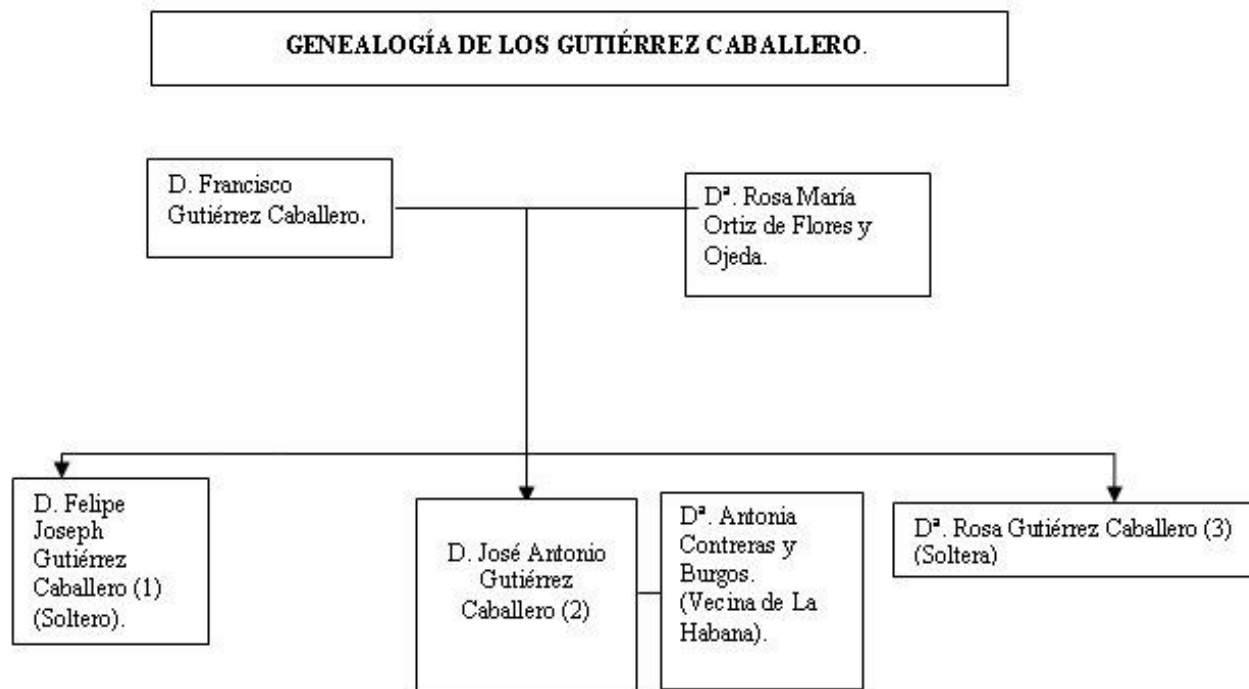 GENEALOGÍA DE LOS GUTIÉRREZ CABALLERO.
D. Francisco
Gutiérrez Caballero.
Dª. Rosa María
Ortiz de Flores y
Ojeda.
D. Felipe
Joseph
Gutiérrez
Caballero (1)
(Soltero).
D. José Antonio
Gutiérrez
Caballero (2)
Dª. Antonia
Contreras y
Burgos.
(Vecina de La
Habana).
Dª. Rosa Gutiérrez Caballero (3)
(Soltera)